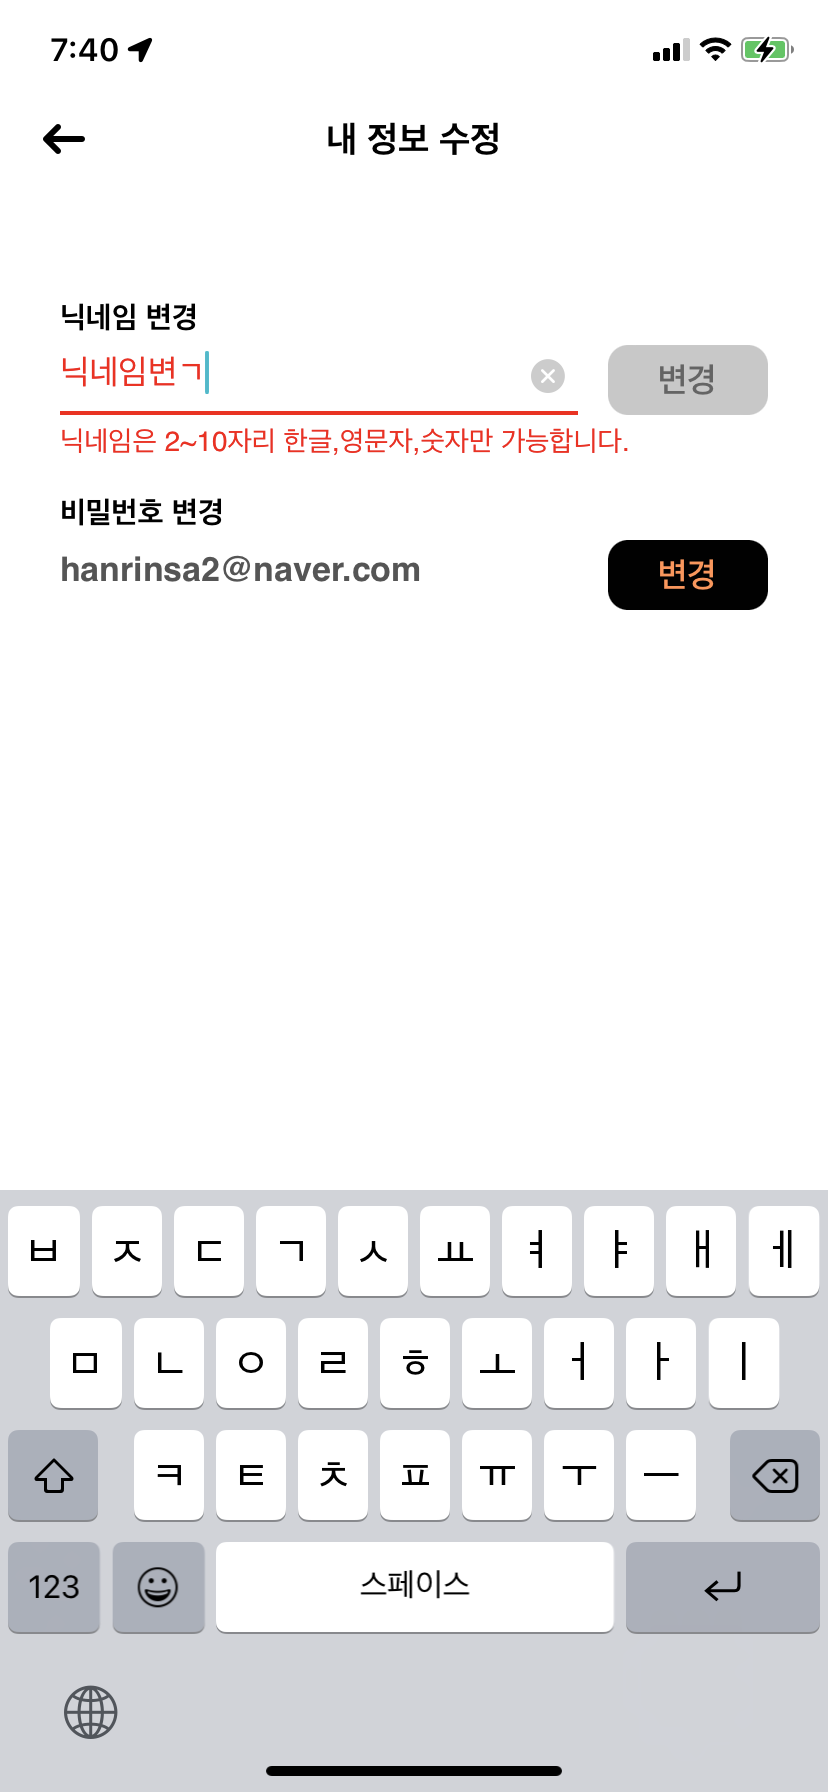 7:40
내 정보 수정
닉네임 변경
닉네임변ㄱ
변경
닉네임은 2~10자리 한글,영문자,숫자만 가능합니다.
비밀번호 변경
hanrinsa2@naver.com
변경
ㅂ ㅈ ㄷ ㄱ ㅅ ㅛ ㅕ ㅑ ㅐ ㅔ
ㅁ ㄴ ㅇ ㄹ ㅎ ㅗ ㅓ ㅏ ㅣ
ㅋ ㅌ ㅊ ㅍ ㅠ ㅜ ㅡ
123 스페이스